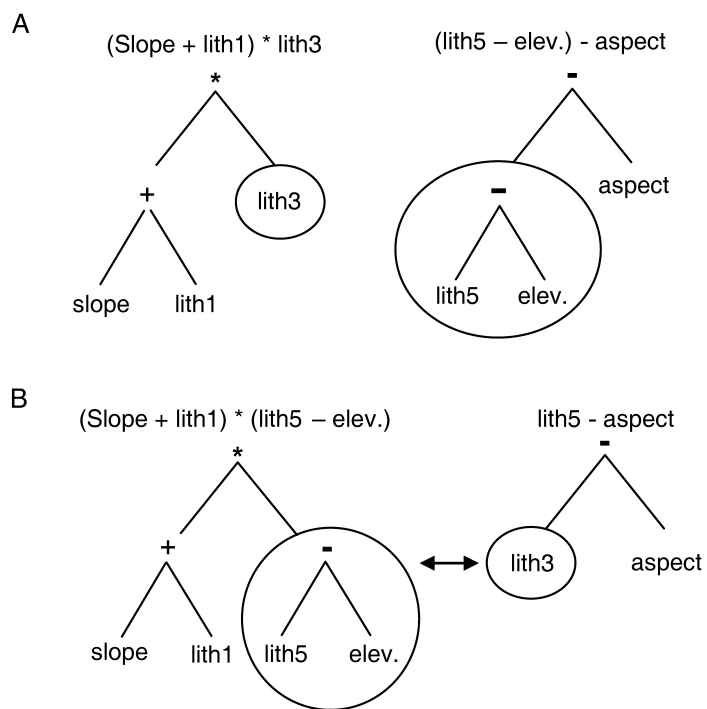 A
(Slope + lith1) * lith3
(lith5 – elev.) - aspect
*
-
+
lith3
-
aspect
slope
lith1
lith5
elev.
B
(Slope + lith1) * (lith5 – elev.)
lith5 - aspect
*
-
+
-
lith3
aspect
slope
lith1
lith5
elev.